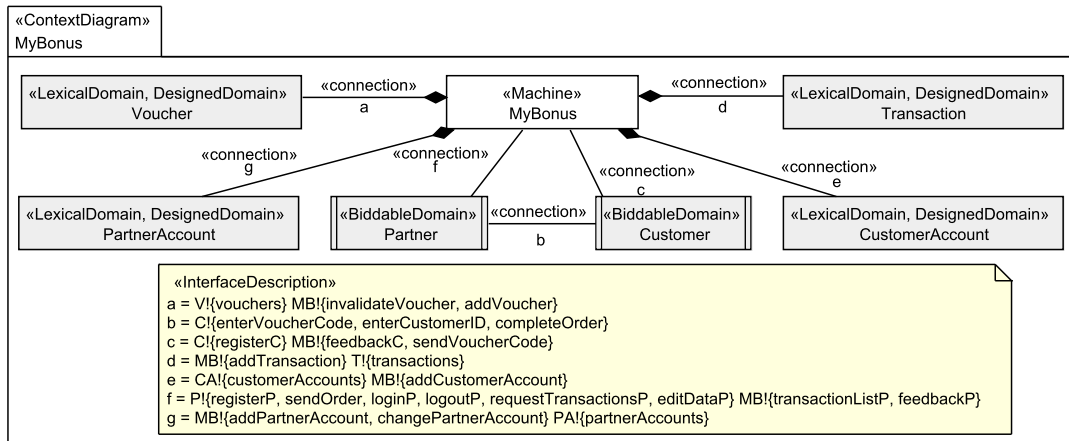 «ContextDiagram»
MyBonus
«LexicalDomain, DesignedDomain»
Voucher
«connection»
a
«Machine»
MyBonus
«connection»
d
«LexicalDomain, DesignedDomain»
Transaction
«connection»
g
«connection»
f
«connection»
c
«connection»
e
«LexicalDomain, DesignedDomain»
PartnerAccount
«BiddableDomain»
Partner
«connection»
b
«BiddableDomain»
Customer
«LexicalDomain, DesignedDomain»
CustomerAccount
«InterfaceDescription»
a = V!{vouchers} MB!{invalidateVoucher, addVoucher}
b = C!{enterVoucherCode, enterCustomerID, completeOrder}
c = C!{registerC} MB!{feedbackC, sendVoucherCode}
d = MB!{addTransaction} T!{transactions}
e = CA!{customerAccounts} MB!{addCustomerAccount}
f = P!{registerP, sendOrder, loginP, logoutP, requestTransactionsP, editDataP} MB!{transactionListP, feedbackP}
g = MB!{addPartnerAccount, changePartnerAccount} PA!{partnerAccounts}